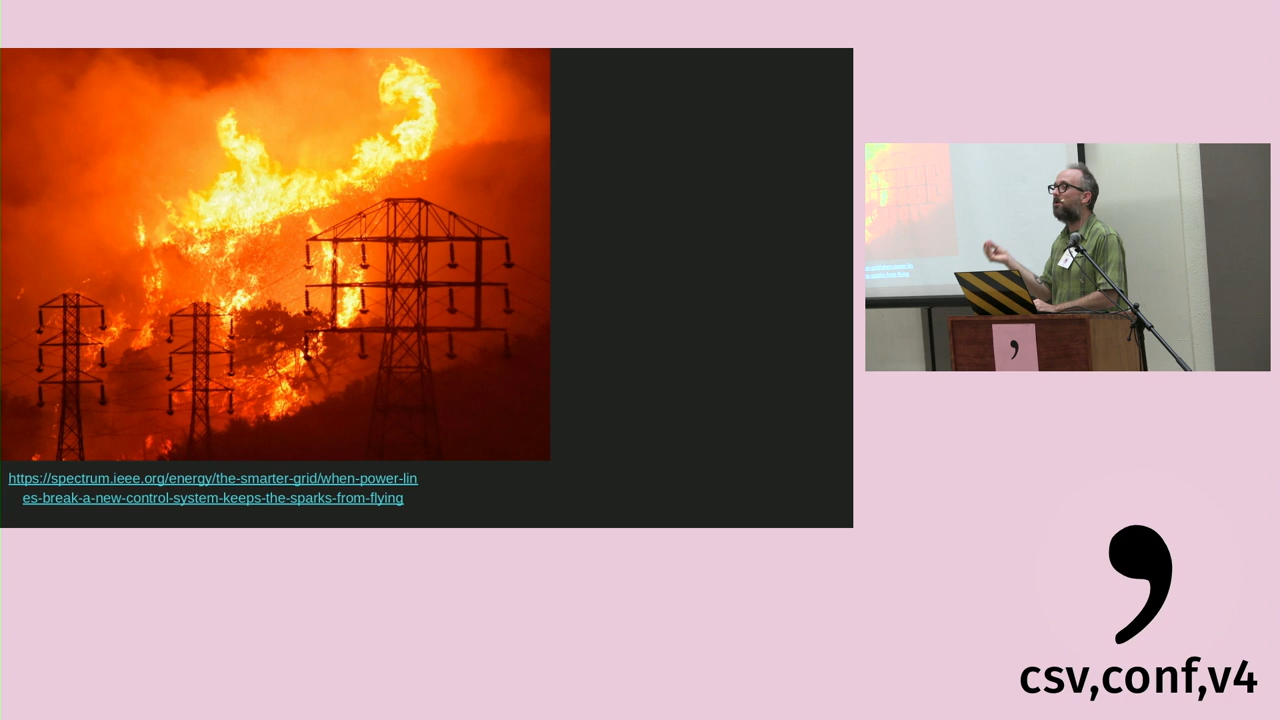 https://spectrum.ieee.org/energy/the-smarter-grid/when-power-lin
es-break-a-new-control-system-keeps-the-sparks-from-flying
,
csv,conf,v4